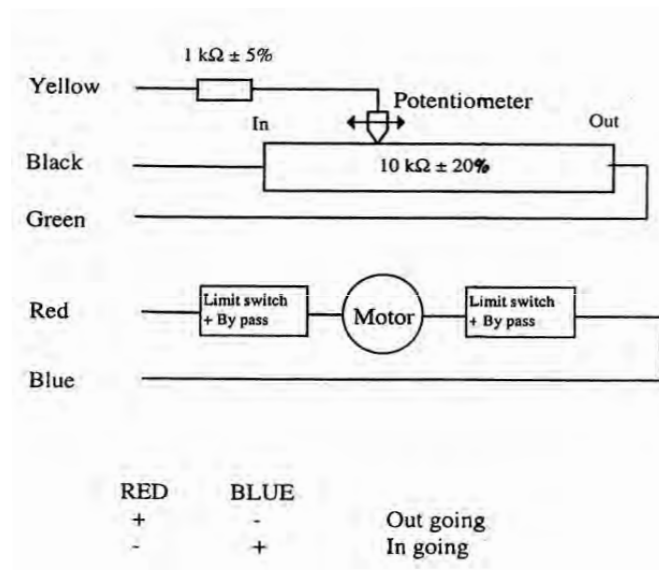 1 kΩ ± 5%
Yellow
Potentiometer
In
Out
Black
10 kΩ ± 20%
Green
Red
Limit switch
+ By pass
Motor
Limit switch
+ By pass
Blue
RED BLUE
+ - Out going
- + In going